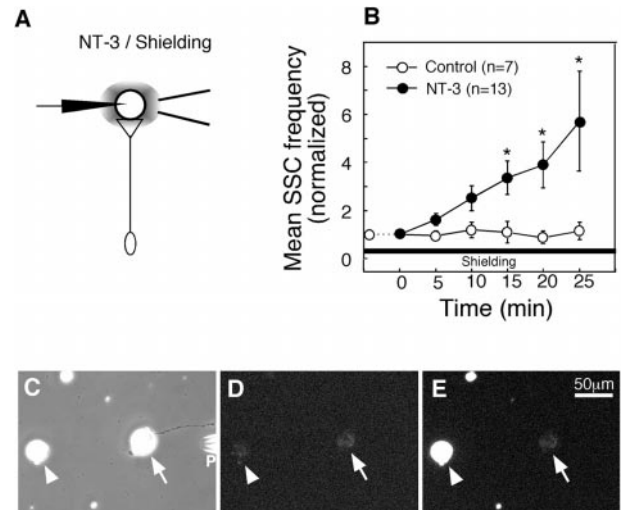 A
NT-3 / Shielding
B
Mean SSC frequency
(normalized)
8
6
4
2
0
Control (n=7)
NT-3 (n=13)
*
*
*
Shielding
0 5 10 15 20 25
Time (min)
C
P
D
E
50μm